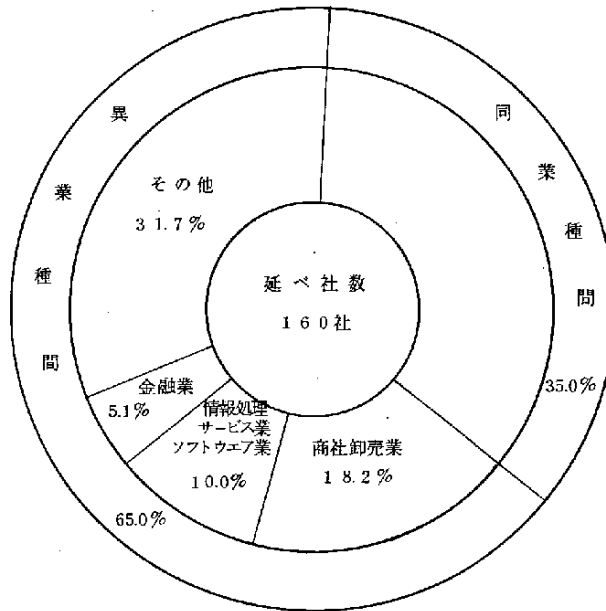 異業種間
65.0%
同業種間
35.0%
その他
31.7%
延べ社数
160社
金融業
5.1%
情報処理
サービス業
ソフトウエア業
10.0%
商社卸売業
18.2%